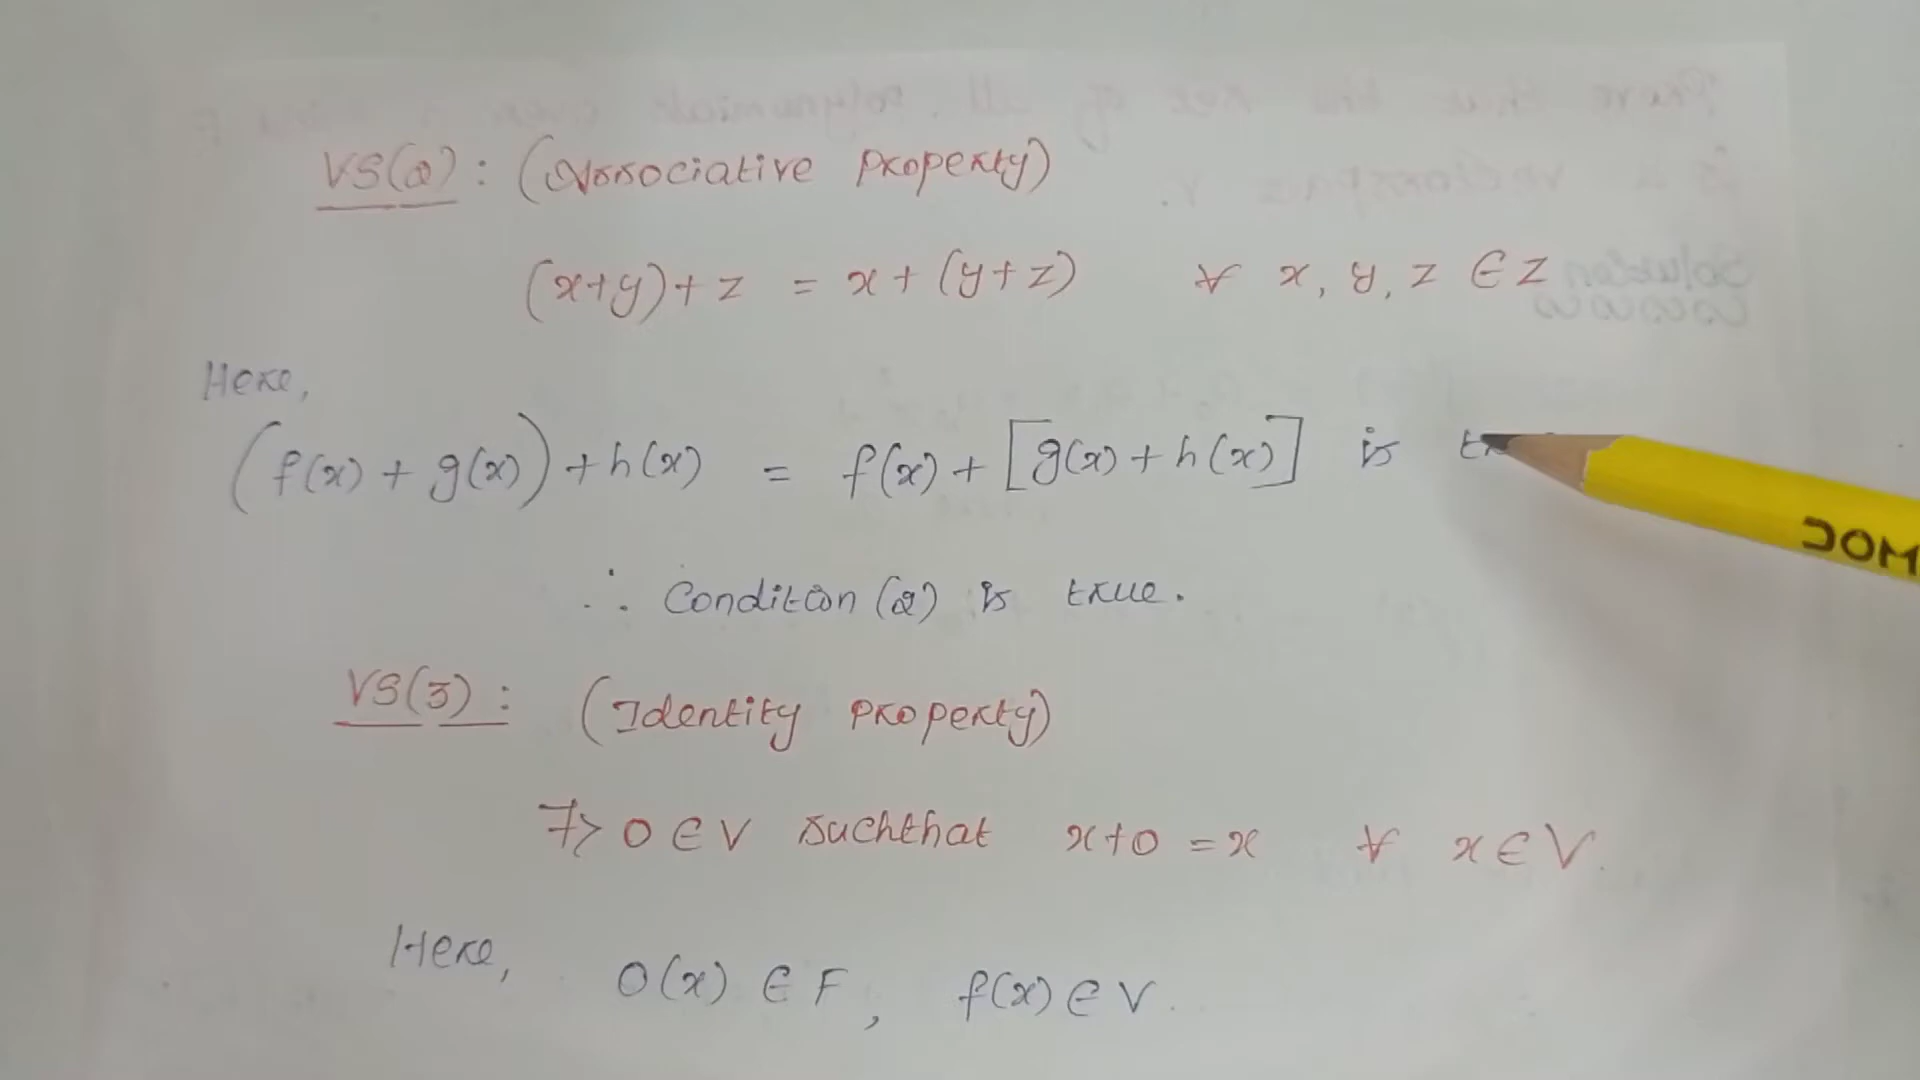 VS(2): (Associative Property)
(x+y)+z = x+(y+z) ∀ x, y, z ∈ z
Here,
(f(x)+g(x))+h(x) = f(x)+[g(x)+h(x)] is
∴ Condition (2) is true.
VS(3): (Identity Property)
∃ 0 ∈ V suchthat x+0 = x ∀ x ∈ V.
Here, 0(x) ∈ F, f(x) ∈ V.